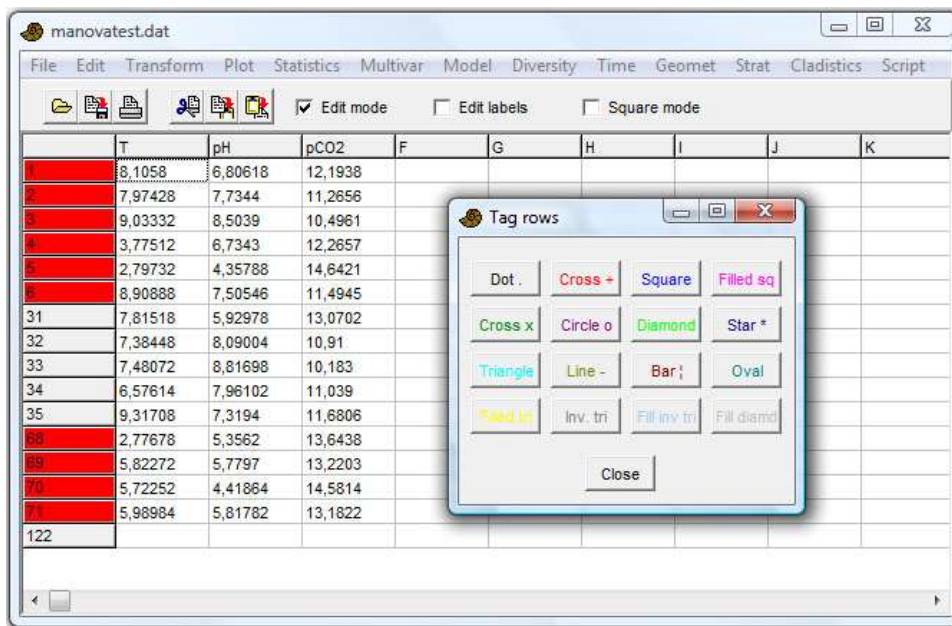 manovatest.dat
File Edit Transform Plot Statistics Multivar Model Diversity Time Geomet Strat Cladistics Script
Edit mode Edit labels Square mode
T pH pCO2 F G H I J K
1 8,1058 6,80618 12,1938
2 7,97428 7,7344 11,2656
3 9,03332 8,5039 10,4961
4 3,77512 6,7343 12,2657
5 2,79732 4,35788 14,6421
6 8,90888 7,50546 11,4945
31 7,81518 5,92978 13,0702
32 7,38448 8,09004 10,91
33 7,48072 8,81698 10,183
34 6,57614 7,96102 11,039
35 9,31708 7,3194 11,6806
68 2,77678 5,3562 13,6438
69 5,82272 5,7797 13,2203
70 5,72252 4,41864 14,5814
71 5,98984 5,81782 13,1822
122
Tag rows
Dot . Cross + Square Filled sq
Cross x Circle o Diamond Star *
Triangle Line - Bar ¦ Oval
Filled tri Inv. tri Fill inv tri Fill diamd
Close